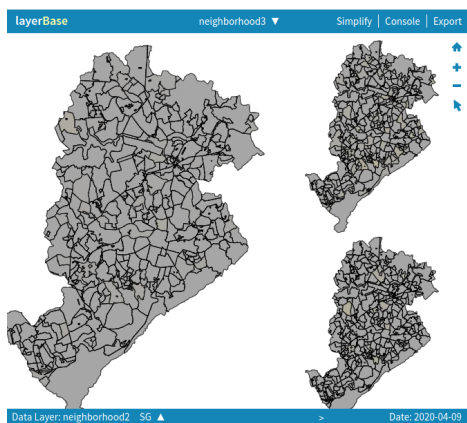 layerBase neighborhood3 ▼ Simplify | Console | Export
Data Layer: neighborhood2 SG ▲ > Date: 2020-04-09